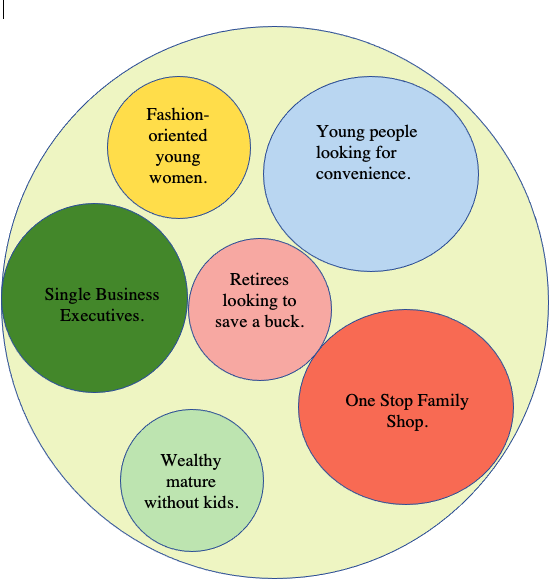 Fashion-
oriented
young
women.
Young people
looking for
convenience.
Single Business
Executives.
Retirees
looking to
save a buck.
One Stop Family
Shop.
Wealthy
mature
without kids.